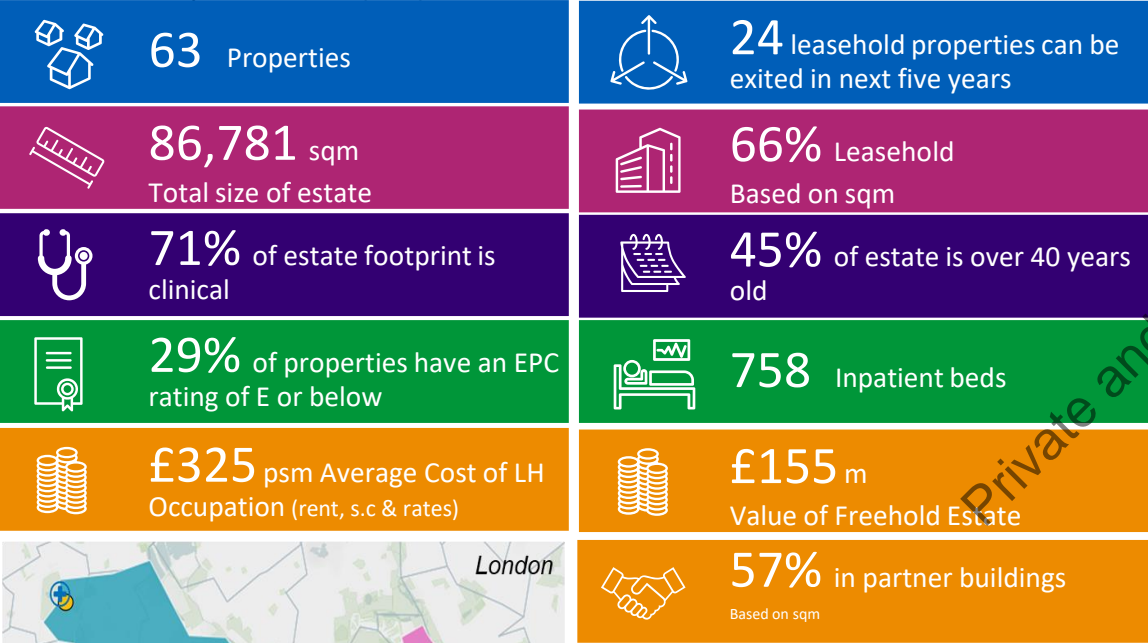 63 Properties
24 leasehold properties can be
exited in next five years
86,781 sqm
Total size of estate
66% Leasehold
Based on sqm
71% of estate footprint is
clinical
45% of estate is over 40 years
old
29% of properties have an EPC
rating of E or below
758 Inpatient beds
£325 psm Average Cost of LH
Occupation (rent, s.c & rates)
£155 m
Value of Freehold Estate
London
57% in partner buildings
Based on sqm
Private and